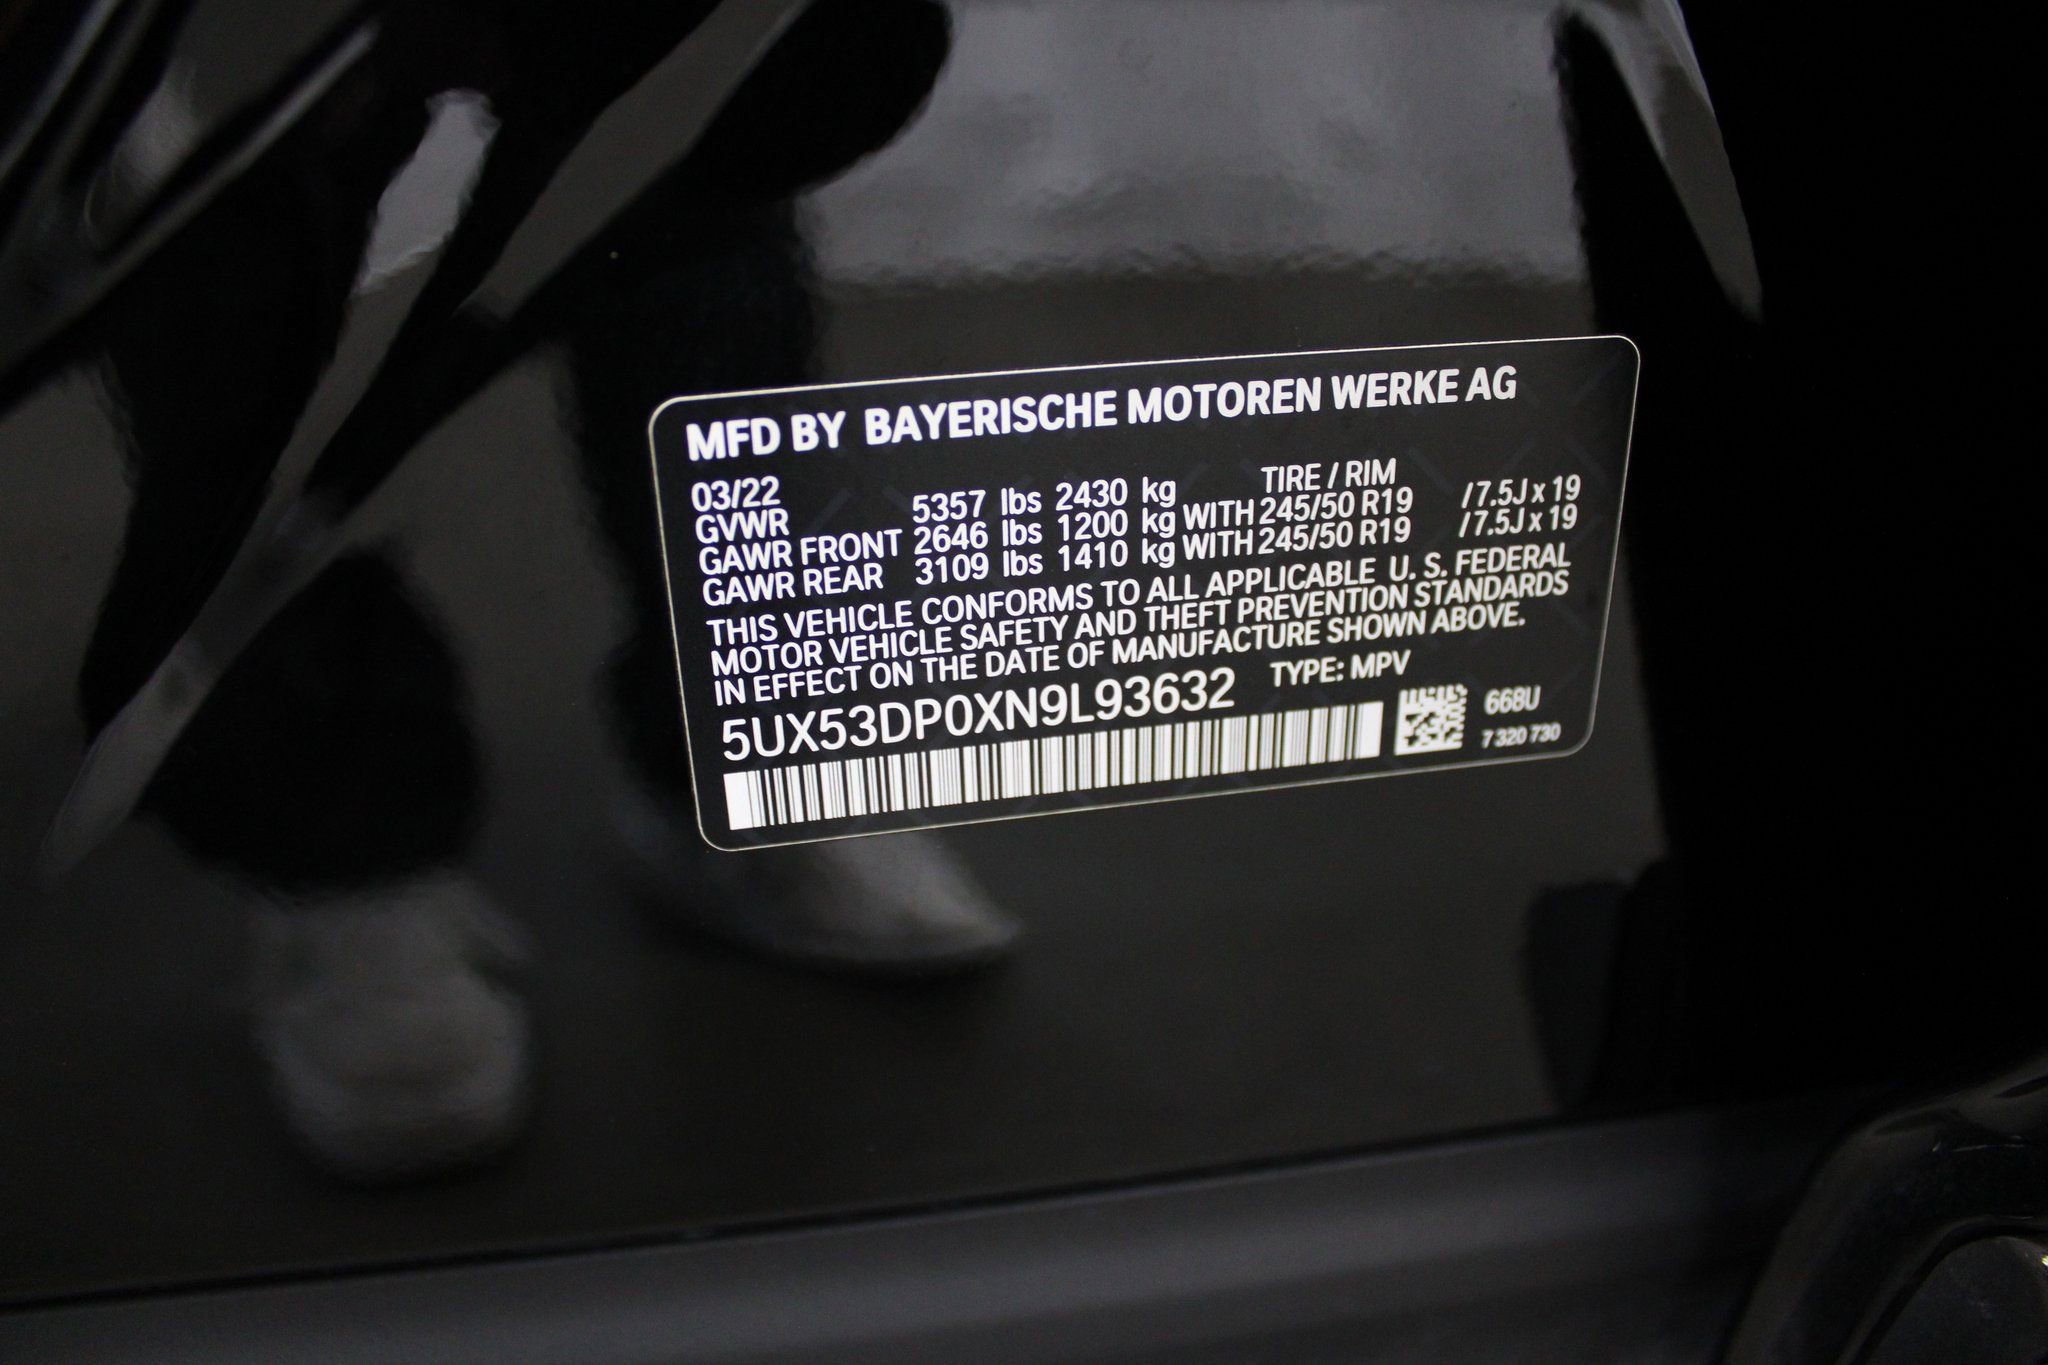 MFD BY BAYERISCHE MOTOREN WERKE AG
03/22 TIRE / RIM
GVWR 5357 lbs 2430 kg
GAWR FRONT 2646 lbs 1200 kg WITH 245/50 R19 / 7.5J x 19
GAWR REAR 3109 lbs 1410 kg WITH 245/50 R19 / 7.5J x 19
THIS VEHICLE CONFORMS TO ALL APPLICABLE U. S. FEDERAL
MOTOR VEHICLE SAFETY AND THEFT PREVENTION STANDARDS
IN EFFECT ON THE DATE OF MANUFACTURE SHOWN ABOVE.
5UX53DP0XN9L93632 TYPE: MPV
668U
7 320 730